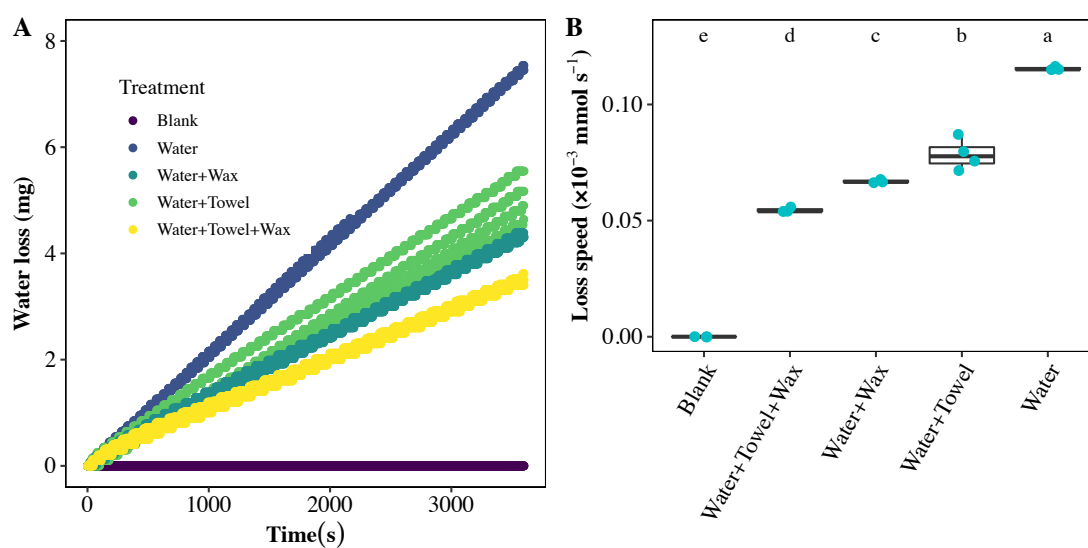 A
Water loss (mg)
8
6
4
2
0
Treatment
Blank
Water
Water+Wax
Water+Towel
Water+Towel+Wax
0 1000 2000 3000
Time(s)
B
Loss speed (×10⁻³ mmol s⁻¹)
e d c b a
0.10
0.05
0.00
Blank
Water+Towel+Wax
Water+Wax
Water+Towel
Water